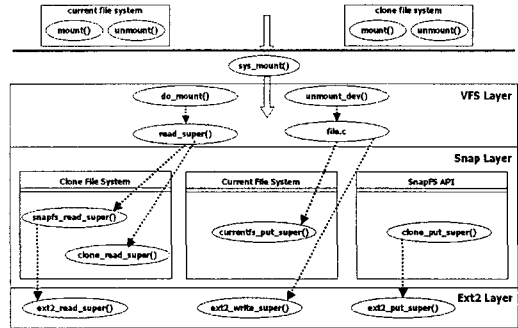 current file system
mount() unmount()
clone file system
mount() unmount()
sys_mount()
do_mount() unmount_dev() VFS Layer
read_super() file.c
Snap Layer
Clone File System Current File System SnapFS API
snapfs_read_super() currentfs_put_super() clone_put_super()
clone_read_super()
Ext2 Layer
ext2_read_super() ext2_write_super() ext2_put_super()